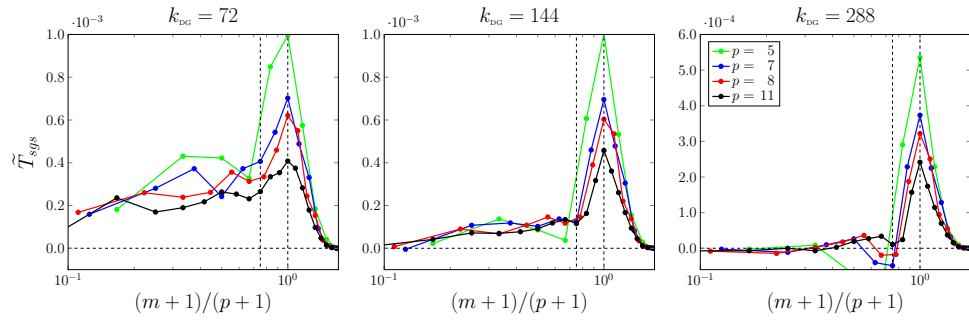 k_DG = 72
k_DG = 144
k_DG = 288
1.0 ×10⁻³
0.8
0.6
0.4
0.2
0.0
T̃_sgs
10⁻¹
10⁰
(m + 1)/(p + 1)
1.0 ×10⁻³
0.8
0.6
0.4
0.2
0.0
10⁻¹
10⁰
(m + 1)/(p + 1)
6.0 ×10⁻⁴
5.0
4.0
3.0
2.0
1.0
0.0
p = 5
p = 7
p = 8
p = 11
10⁻¹
10⁰
(m + 1)/(p + 1)